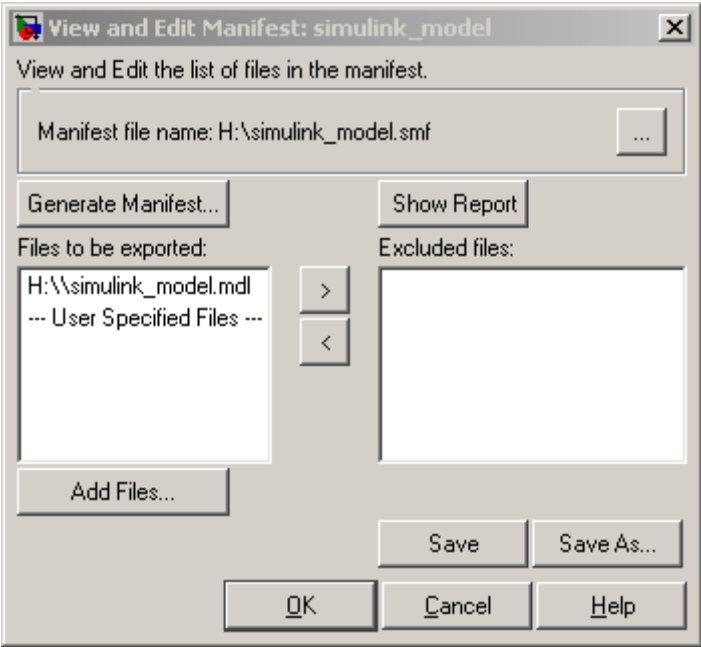 View and Edit Manifest: simulink_model
View and Edit the list of files in the manifest.
Manifest file name: H:\simulink_model.smf
...
Generate Manifest...
Show Report
Files to be exported:
Excluded files:
H:\\simulink_model.mdl
--- User Specified Files ---
>
<
Add Files...
Save
Save As...
OK
Cancel
Help